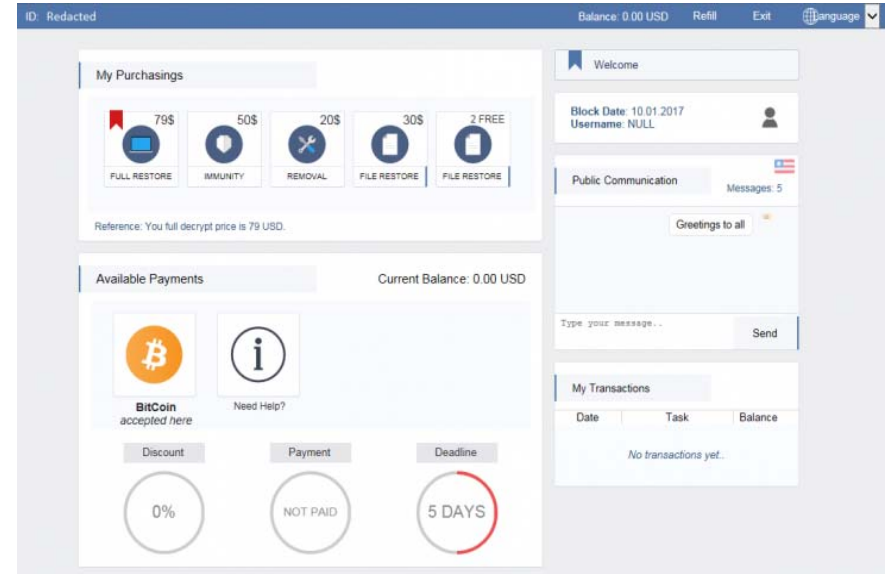 ID: Redacted
Balance: 0.00 USD Refill Exit Language
My Purchasings
79$ 50$ 20$ 30$ 2 FREE
FULL RESTORE IMMUNITY REMOVAL FILE RESTORE FILE RESTORE
Reference: You full decrypt price is 79 USD.
Available Payments
Current Balance: 0.00 USD
BitCoin
accepted here
Need Help?
Discount Payment Deadline
0% NOT PAID 5 DAYS
Welcome
Block Date: 10.01.2017
Username: NULL
Public Communication
Messages: 5
Greetings to all
Type your message..
Send
My Transactions
Date Task Balance
No transactions yet..